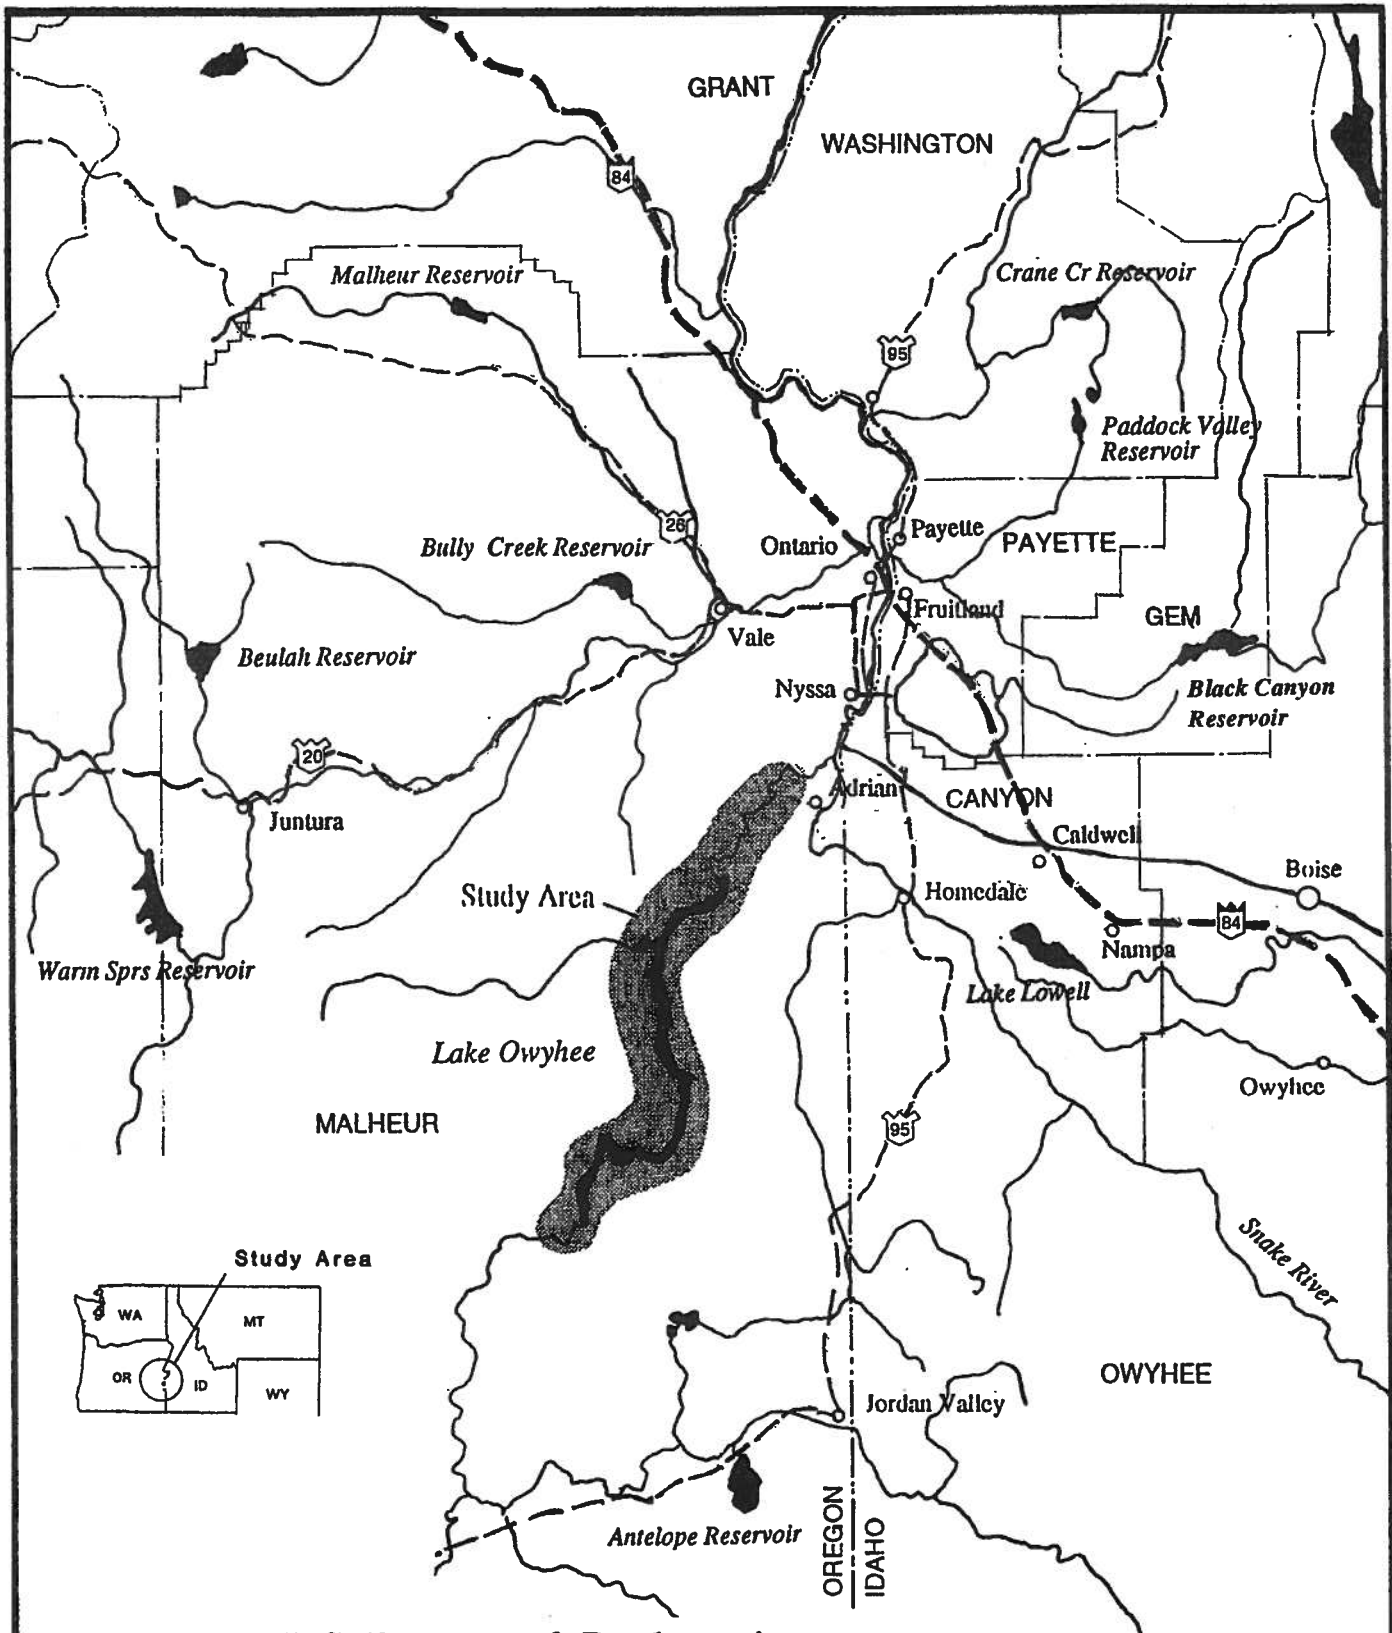 GRANT
WASHINGTON
84
Malheur Reservoir
Crane Cr Reservoir
95
Paddock Valley
Reservoir
26
Bully Creek Reservoir
Ontario
Payette
PAYETTE
Fruitland
GEM
Vale
Beulah Reservoir
Nyssa
Black Canyon
Reservoir
20
Adrian
CANYON
Juntura
Caldwell
Boise
Study Area
Homedale
84
Nampa
Warm Sprs Reservoir
Lake Lowell
Lake Owyhee
Owyhee
MALHEUR
95
Snake River
Study Area
WA
MT
OR
ID
WY
OWYHEE
Jordan Valley
Antelope Reservoir
OREGON
IDAHO